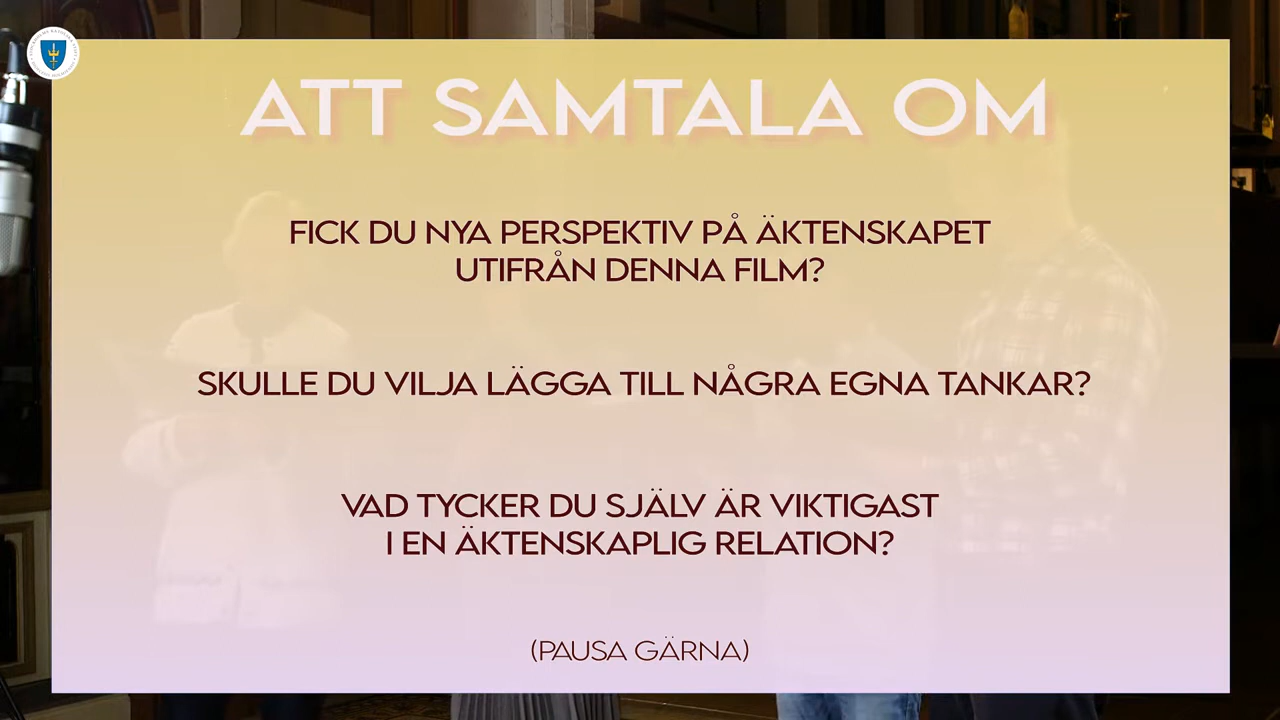 ATT SAMTALA OM
FICK DU NYA PERSPEKTIV PÅ ÄKTENSKAPET
UTIFRÅN DENNA FILM?
SKULLE DU VILJA LÄGGA TILL NÅGRA EGNA TANKAR?
VAD TYCKER DU SJÄLV ÄR VIKTIGAST
I EN ÄKTENSKAPLIG RELATION?
(PAUSA GÄRNA)